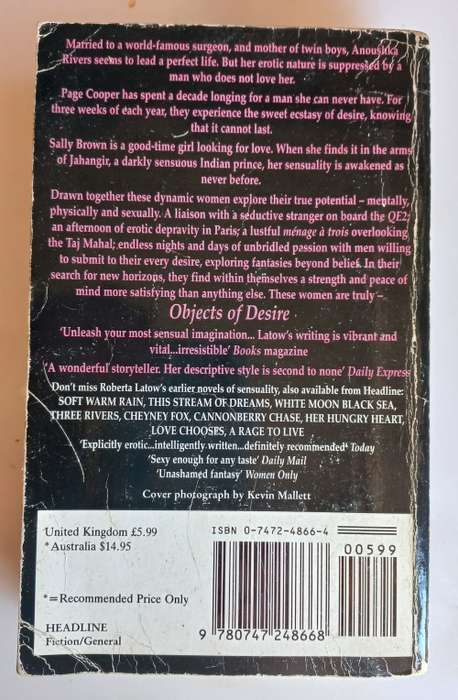 Married to a world-famous surgeon, and mother of twin boys, Anoushka
Rivers seems to lead a perfect life. But her erotic nature is suppressed by a
man who does not love her.
Page Cooper has spent a decade longing for a man she can never have. For
three weeks of each year, they experience the sweet ecstasy of desire, knowing
that it cannot last.
Sally Brown is a good-time girl looking for love. When she finds it in the arms
of Jahangir, a darkly sensuous Indian prince, her sensuality is awakened as
never before.
Drawn together these dynamic women explore their true potential – mentally,
physically and sexually. A liaison with a seductive stranger on board the QE2;
an afternoon of erotic depravity in Paris; a lustful ménage à trois overlooking
the Taj Mahal; endless nights and days of unbridled passion with men willing
to submit to their every desire, exploring fantasies beyond belief. In their
search for new horizons, they find within themselves a strength and peace of
mind more satisfying than anything else. These women are truly –
Objects of Desire
'Unleash your most sensual imagination... Latow's writing is vibrant and
vital...irresistible' Books magazine
'A wonderful storyteller. Her descriptive style is second to none' Daily Express
Don't miss Roberta Latow's earlier novels of sensuality, also available from Headline:
SOFT WARM RAIN, THIS STREAM OF DREAMS, WHITE MOON BLACK SEA,
THREE RIVERS, CHEYNEY FOX, CANNONBERRY CHASE, HER HUNGRY HEART,
LOVE CHOOSES, A RAGE TO LIVE
'Explicitly erotic...intelligently written...definitely recommended' Today
'Sexy enough for any taste' Daily Mail
'Unashamed fantasy' Women Only
Cover photograph by Kevin Mallett
United Kingdom £5.99
*Australia $14.95
*=Recommended Price Only
HEADLINE
Fiction/General
ISBN 0-7472-4866-4
00599
9 780747 248668